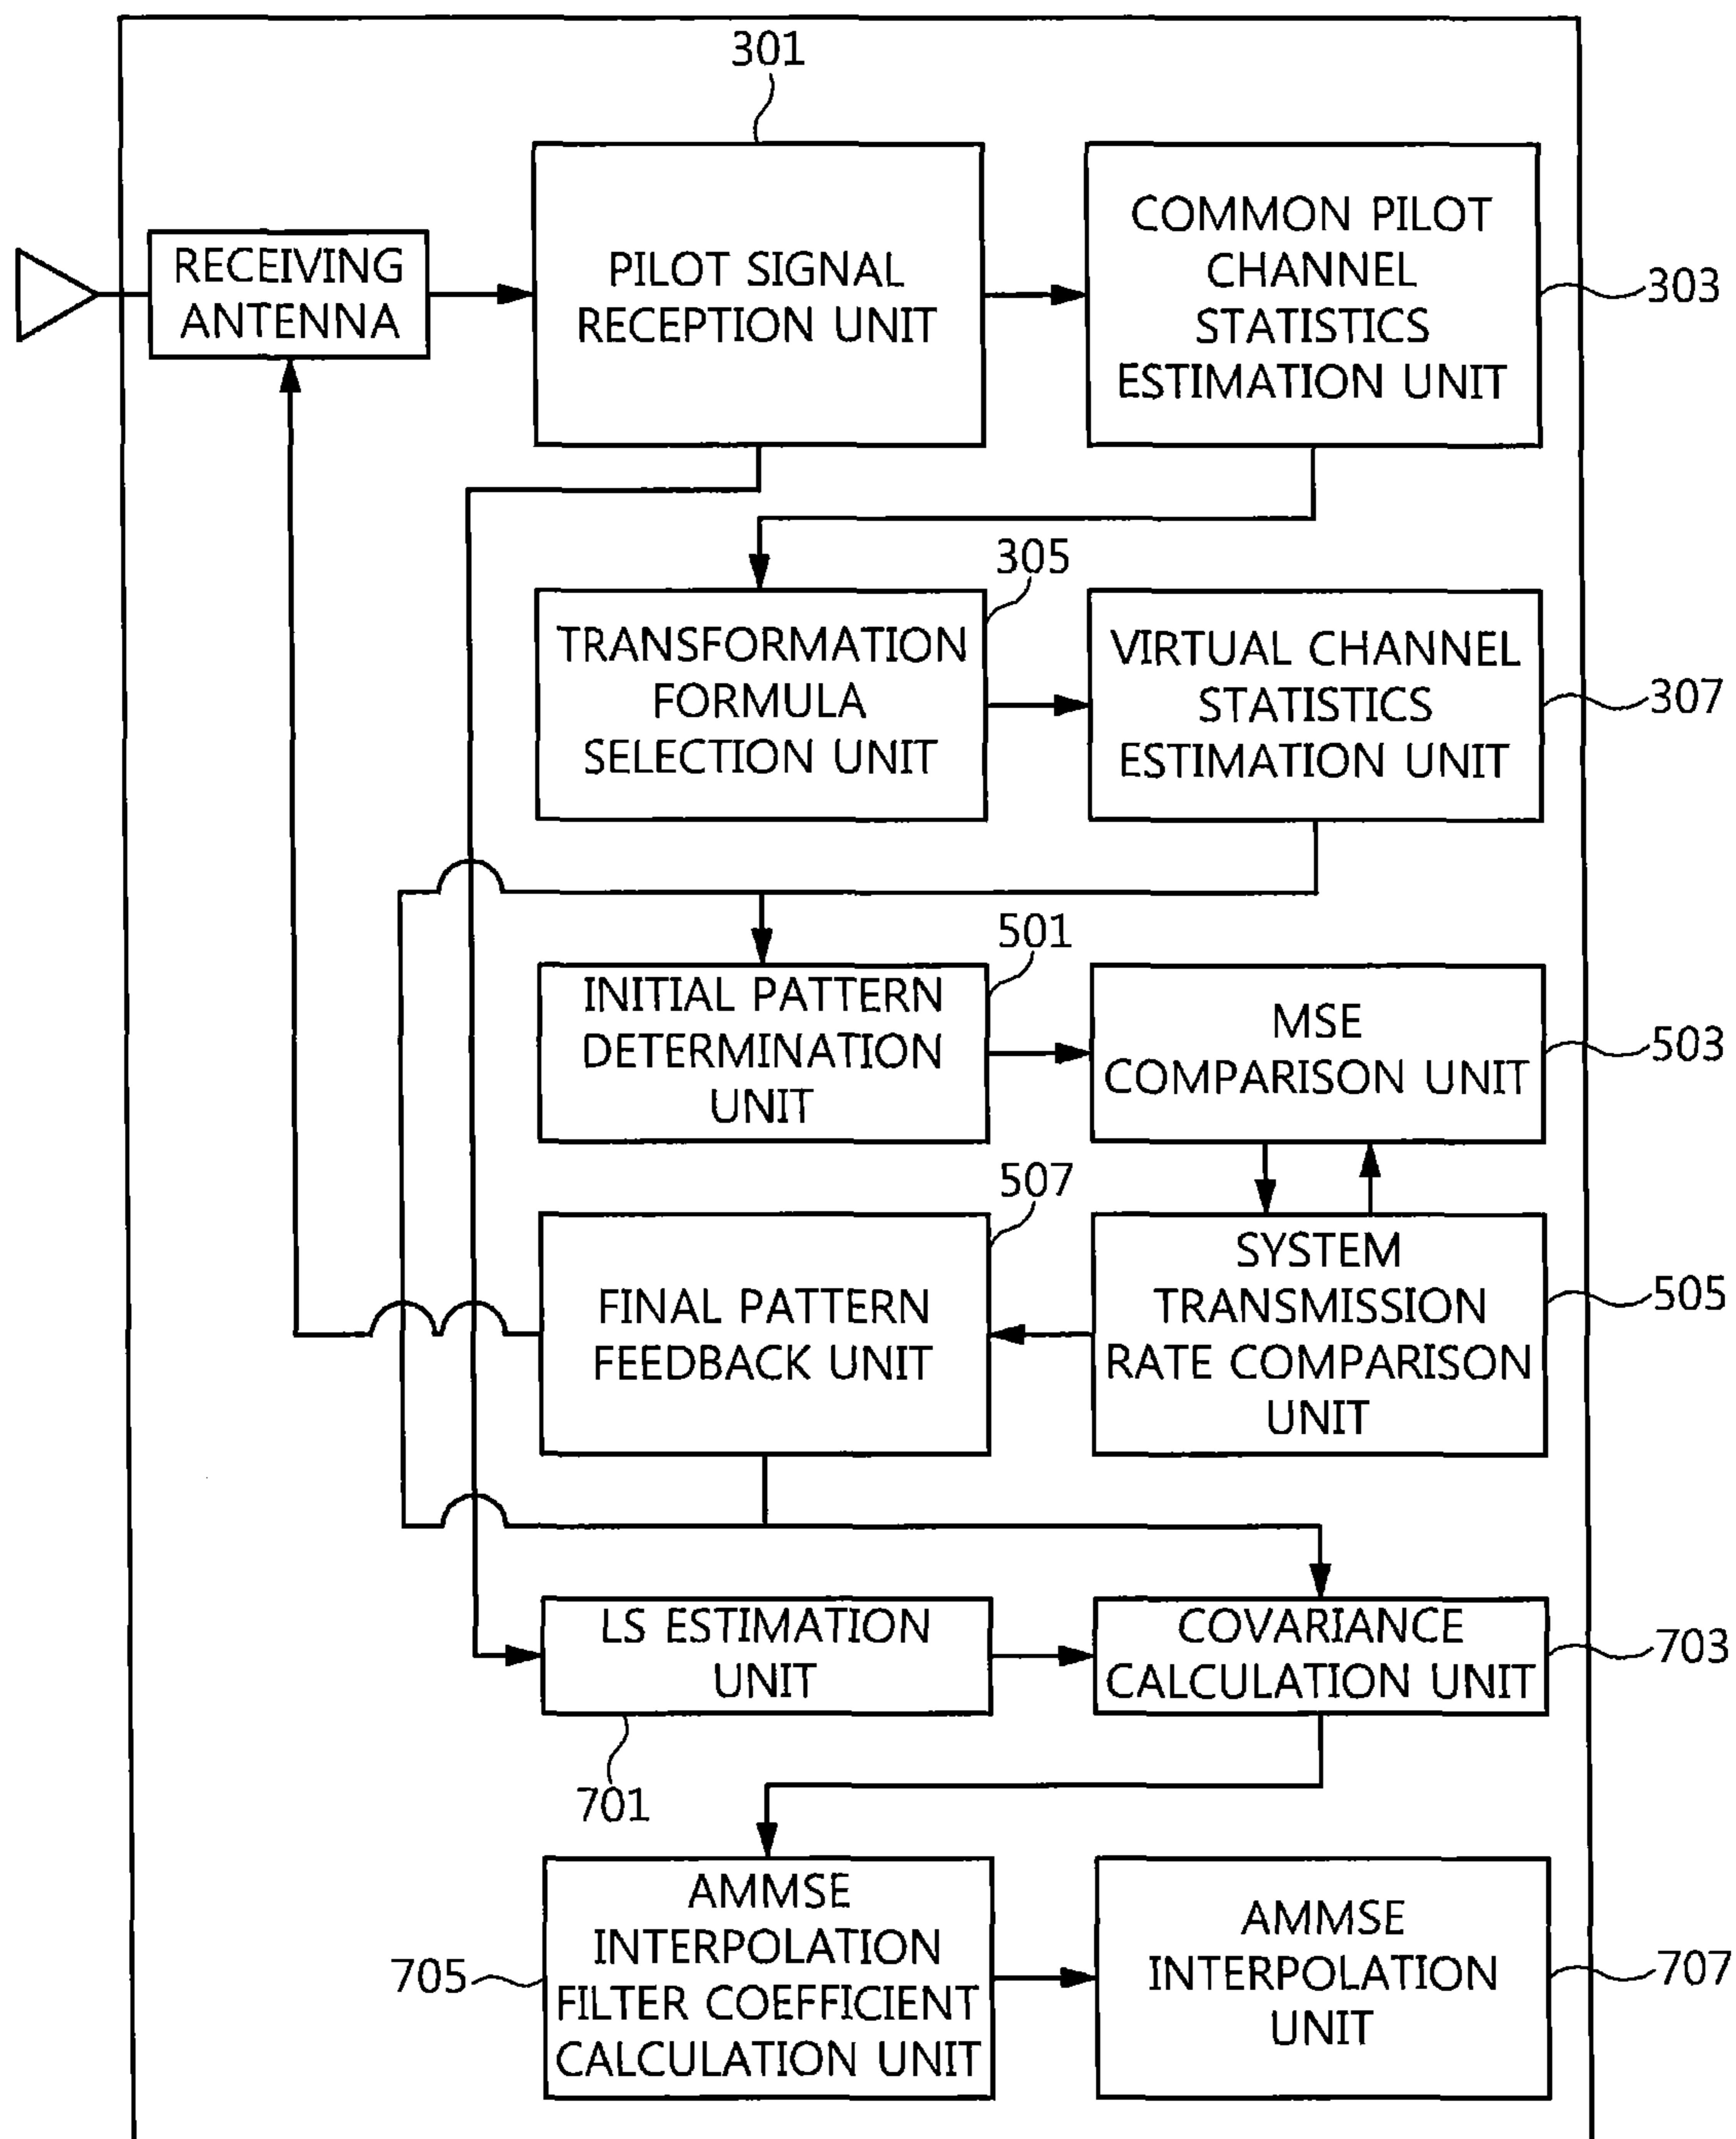 301
RECEIVING
ANTENNA
PILOT SIGNAL
RECEPTION UNIT
COMMON PILOT
CHANNEL
STATISTICS
ESTIMATION UNIT
303
305
TRANSFORMATION
FORMULA
SELECTION UNIT
VIRTUAL CHANNEL
STATISTICS
ESTIMATION UNIT
307
501
INITIAL PATTERN
DETERMINATION
UNIT
MSE
COMPARISON UNIT
503
507
FINAL PATTERN
FEEDBACK UNIT
SYSTEM
TRANSMISSION
RATE COMPARISON
UNIT
505
LS ESTIMATION
UNIT
701
COVARIANCE
CALCULATION UNIT
703
AMMSE
INTERPOLATION
FILTER COEFFICIENT
CALCULATION UNIT
705
AMMSE
INTERPOLATION
UNIT
707